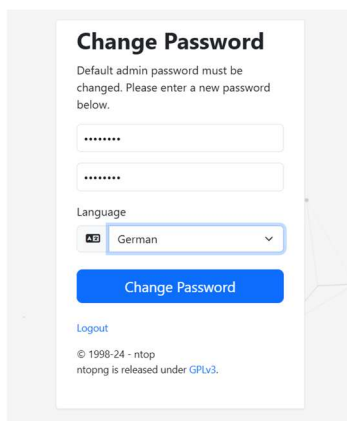 Change Password
Default admin password must be
changed. Please enter a new password
below.
••••••••
••••••••
Language
German
Change Password
Logout
© 1998-24 - ntop
ntopng is released under GPLv3.